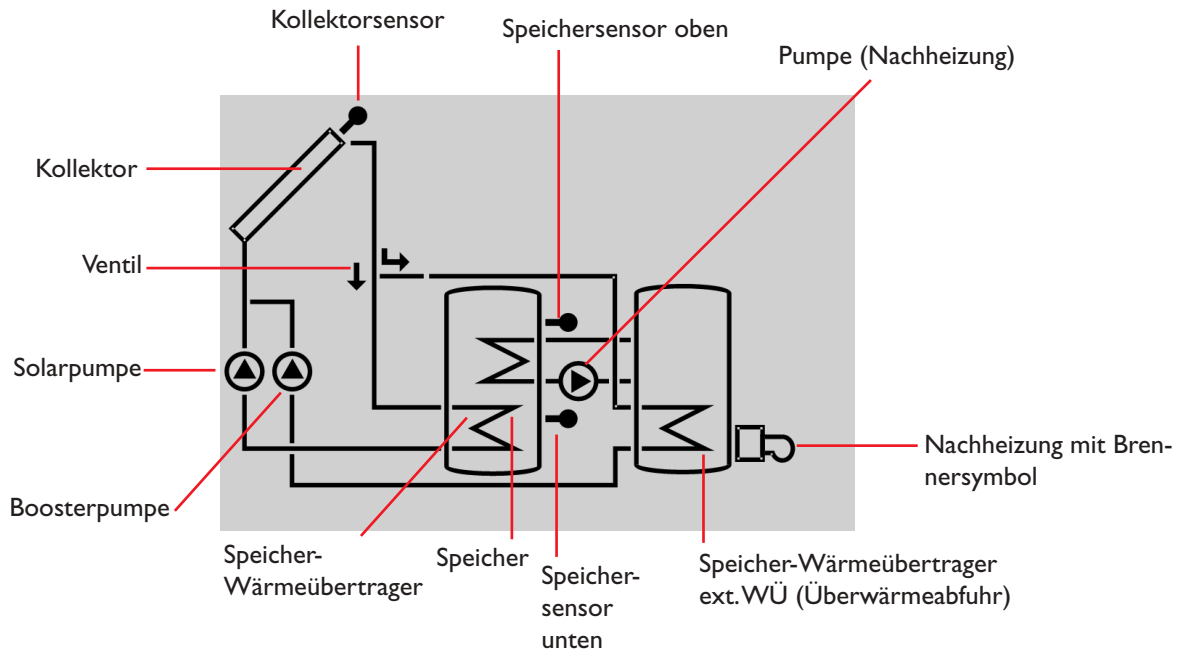 Kollektorsensor
Speichersensor oben
Pumpe (Nachheizung)
Kollektor
Ventil
Solarpumpe
Nachheizung mit Bren-
nersymbol
Boosterpumpe
Speicher-
Wärmeübertrager
Speicher
Speicher-
sensor
unten
Speicher-Wärmeübertrager
ext. WÜ (Überwärmeabfuhr)